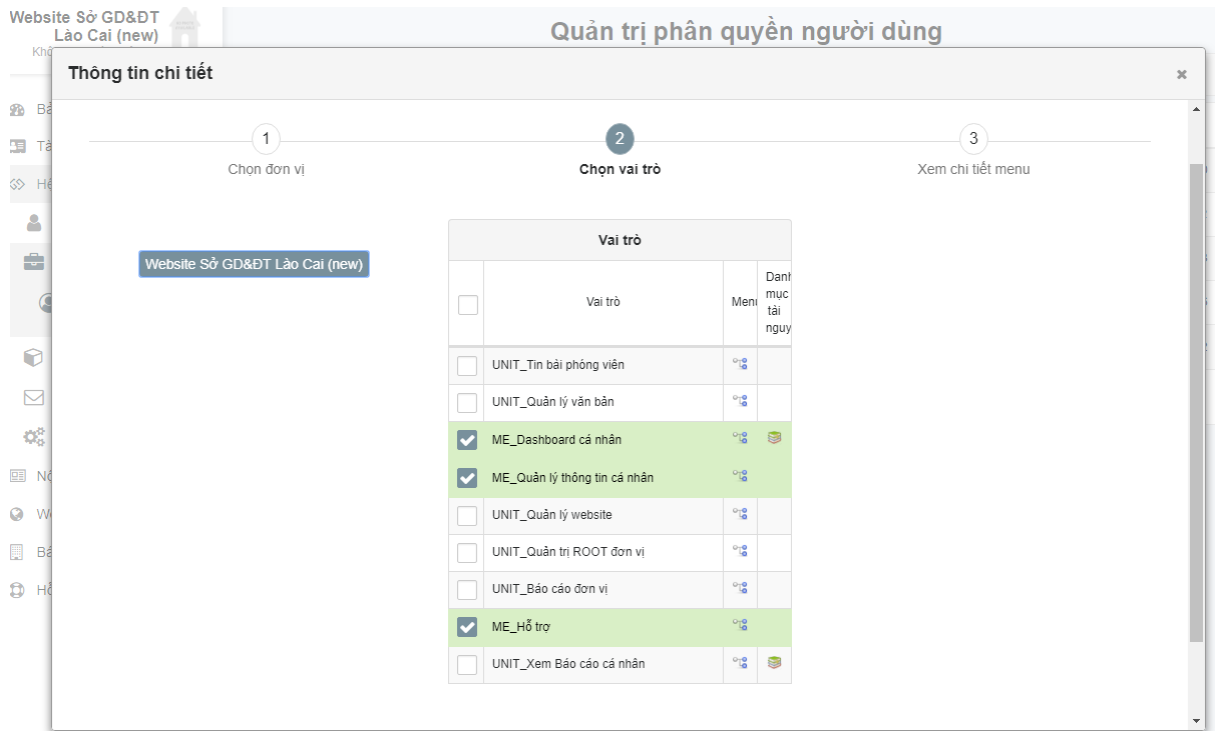 Website Sở GD&ĐT
Lào Cai (new)
Quản trị phân quyền người dùng
Thông tin chi tiết
×
1
2
3
Chọn đơn vị
Chọn vai trò
Xem chi tiết menu
Website Sở GD&ĐT Lào Cai (new)
Vai trò
Vai trò
Menu
Danh
mục
tài
nguy
UNIT_Tin bài phóng viên
UNIT_Quản lý văn bản
ME_Dashboard cá nhân
ME_Quản lý thông tin cá nhân
UNIT_Quản lý website
UNIT_Quản trị ROOT đơn vị
UNIT_Báo cáo đơn vị
ME_Hỗ trợ
UNIT_Xem Báo cáo cá nhân